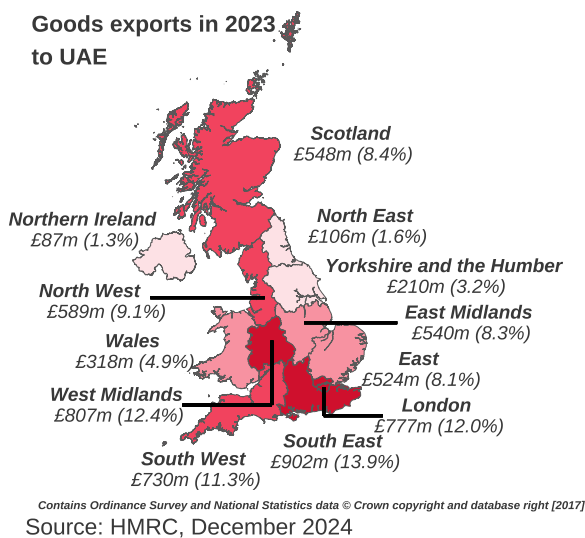 Goods exports in 2023
to UAE
Scotland
£548m (8.4%)
Northern Ireland
£87m (1.3%)
North East
£106m (1.6%)
Yorkshire and the Humber
£210m (3.2%)
North West
£589m (9.1%)
East Midlands
£540m (8.3%)
Wales
£318m (4.9%)
East
£524m (8.1%)
West Midlands
£807m (12.4%)
London
£777m (12.0%)
South East
£902m (13.9%)
South West
£730m (11.3%)
Contains Ordinance Survey and National Statistics data © Crown copyright and database right [2017]
Source: HMRC, December 2024